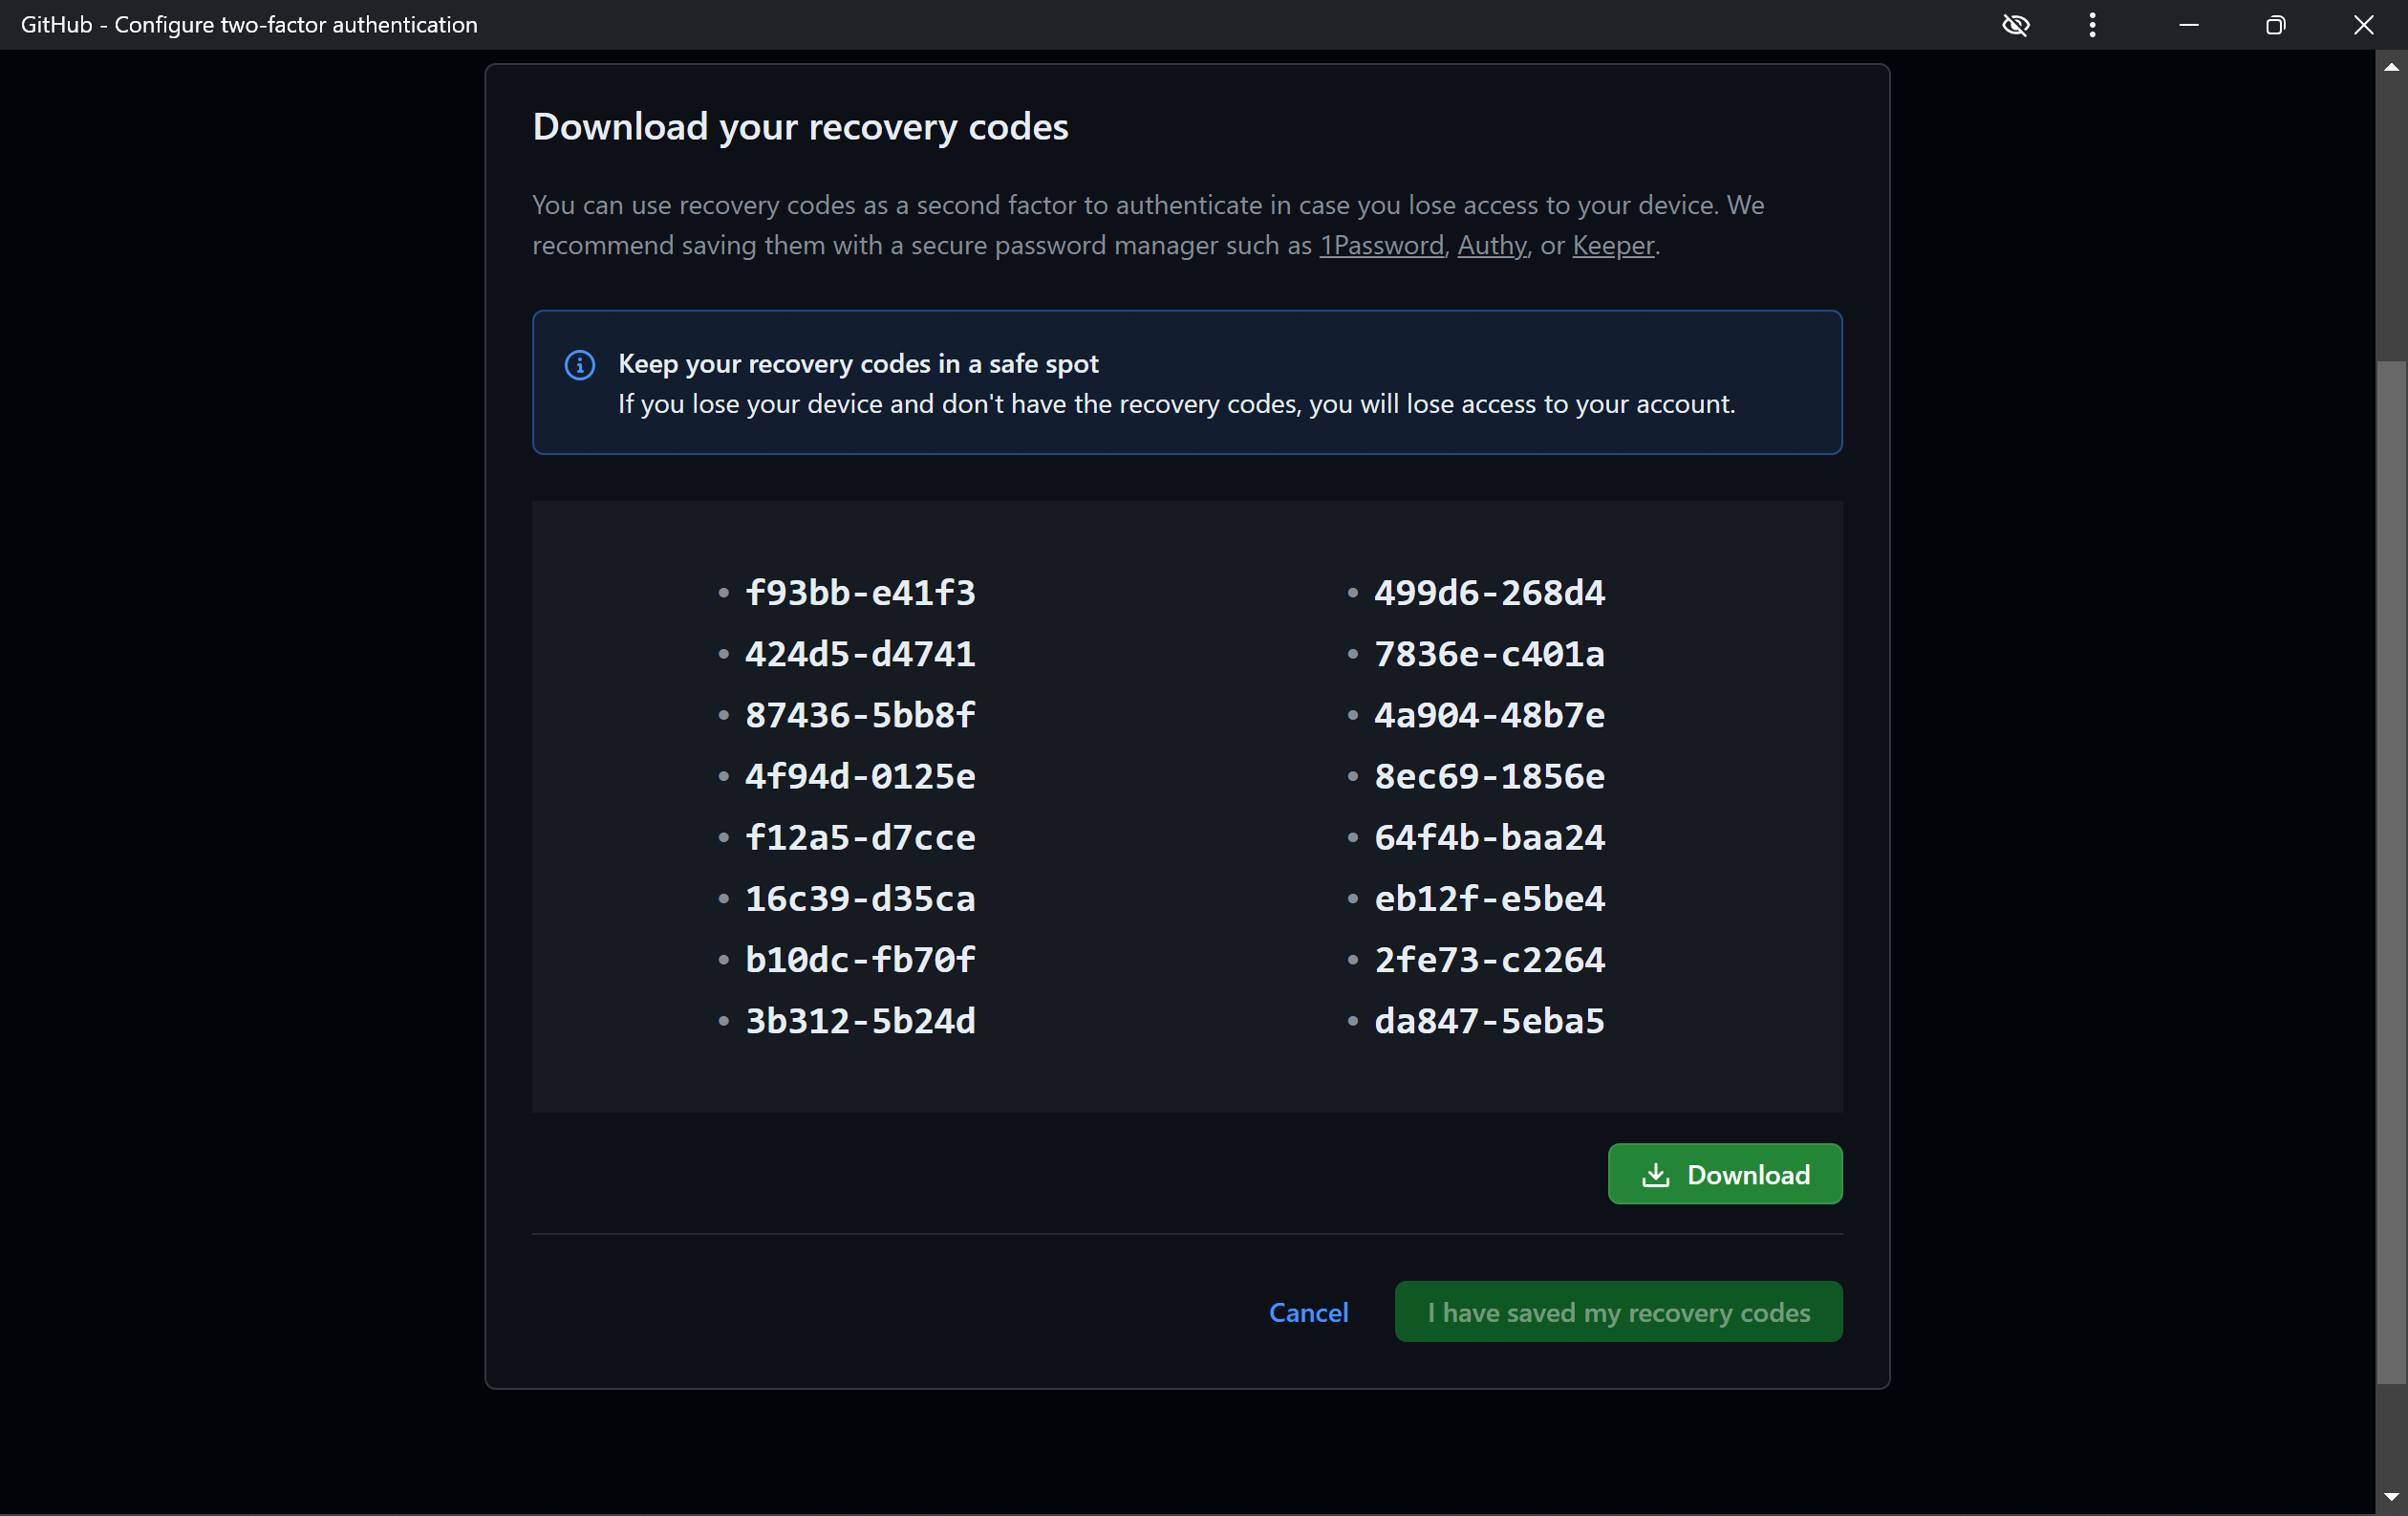 GitHub - Configure two-factor authentication
Download your recovery codes
You can use recovery codes as a second factor to authenticate in case you lose access to your device. We
recommend saving them with a secure password manager such as 1Password, Authy, or Keeper.
Keep your recovery codes in a safe spot
If you lose your device and don't have the recovery codes, you will lose access to your account.
f93bb-e41f3
424d5-d4741
87436-5bb8f
4f94d-0125e
f12a5-d7cce
16c39-d35ca
b10dc-fb70f
3b312-5b24d
499d6-268d4
7836e-c401a
4a904-48b7e
8ec69-1856e
64f4b-baa24
eb12f-e5be4
2fe73-c2264
da847-5eba5
Download
Cancel
I have saved my recovery codes